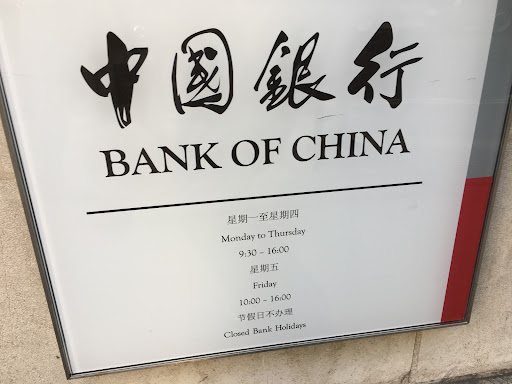 中國銀行
BANK OF CHINA
星期一至星期四
Monday to Thursday
9:30 - 16:00
星期五
Friday
10:00 - 16:00
节假日不办理
Closed Bank Holidays